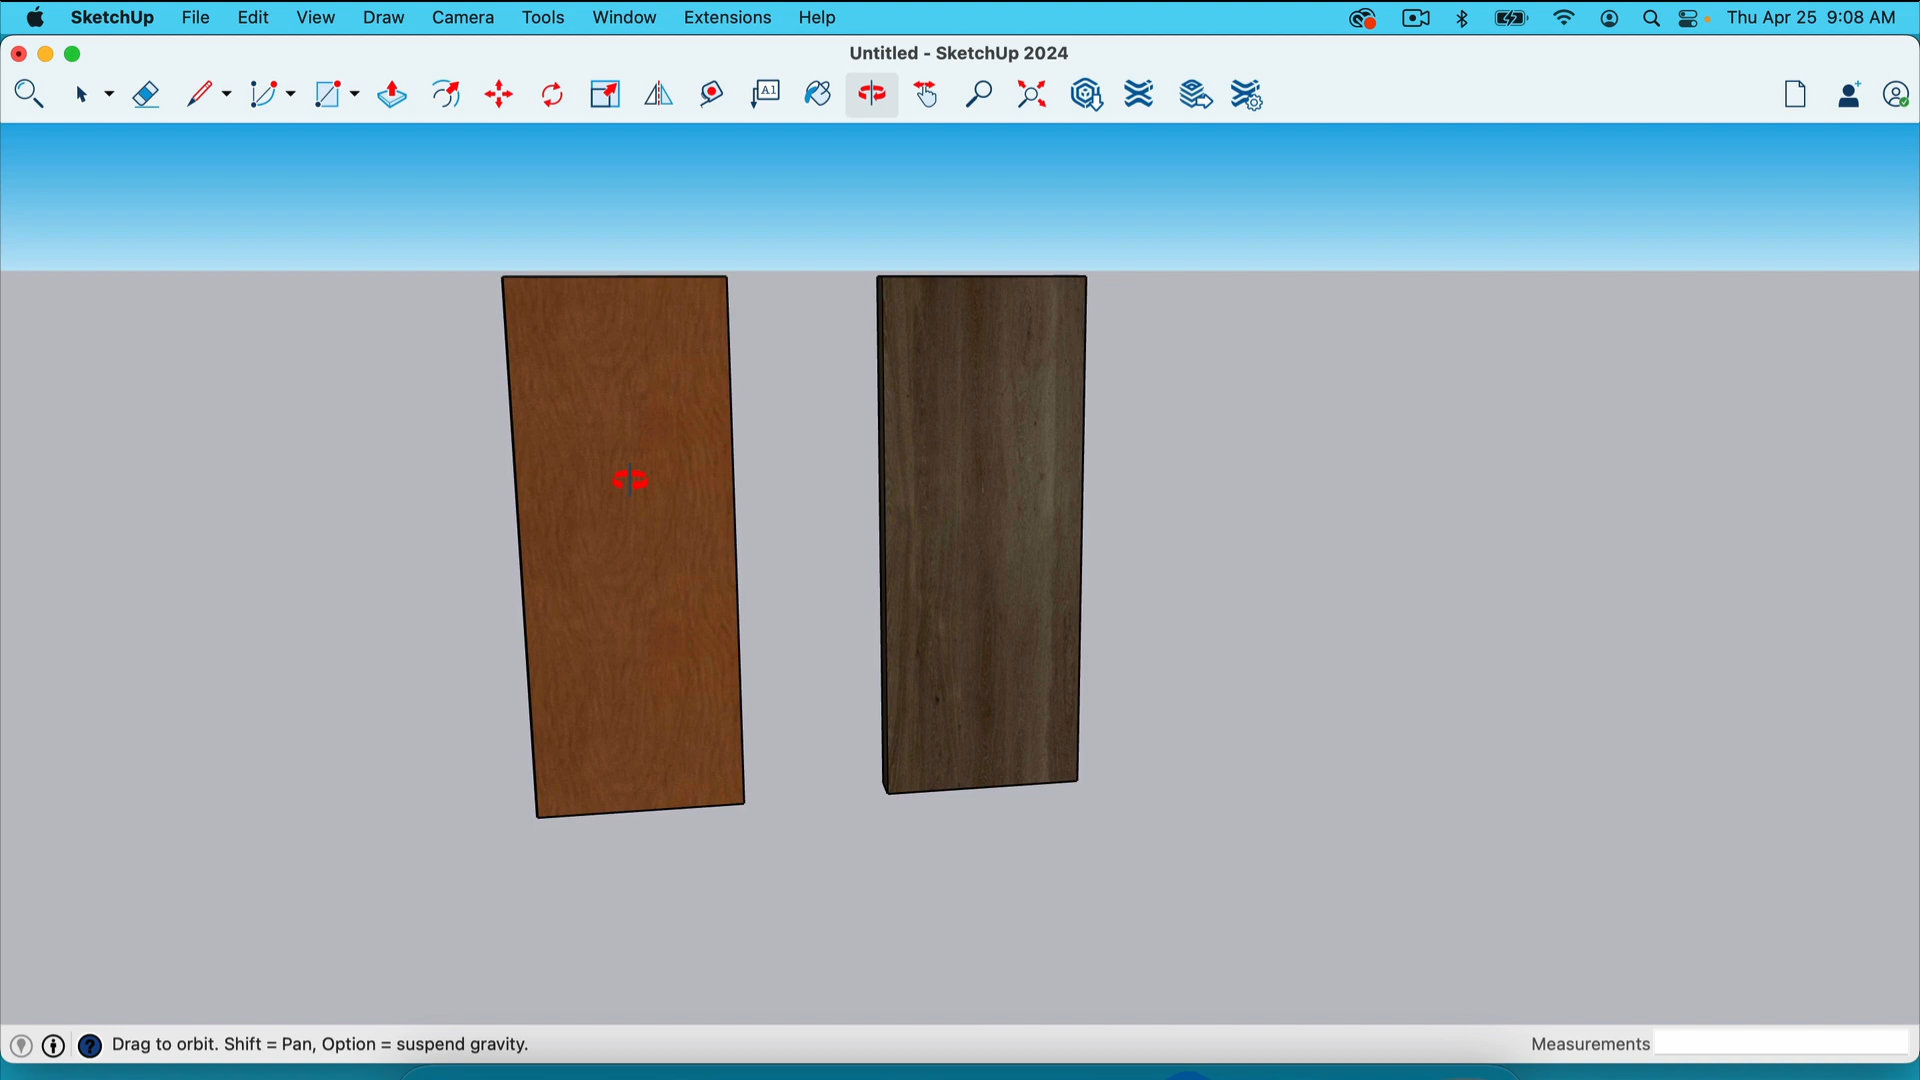 SketchUp File Edit View Draw Camera Tools Window Extensions Help Thu Apr 25 9:08 AM
Untitled - SketchUp 2024
A1
Drag to orbit. Shift = Pan, Option = suspend gravity. Measurements